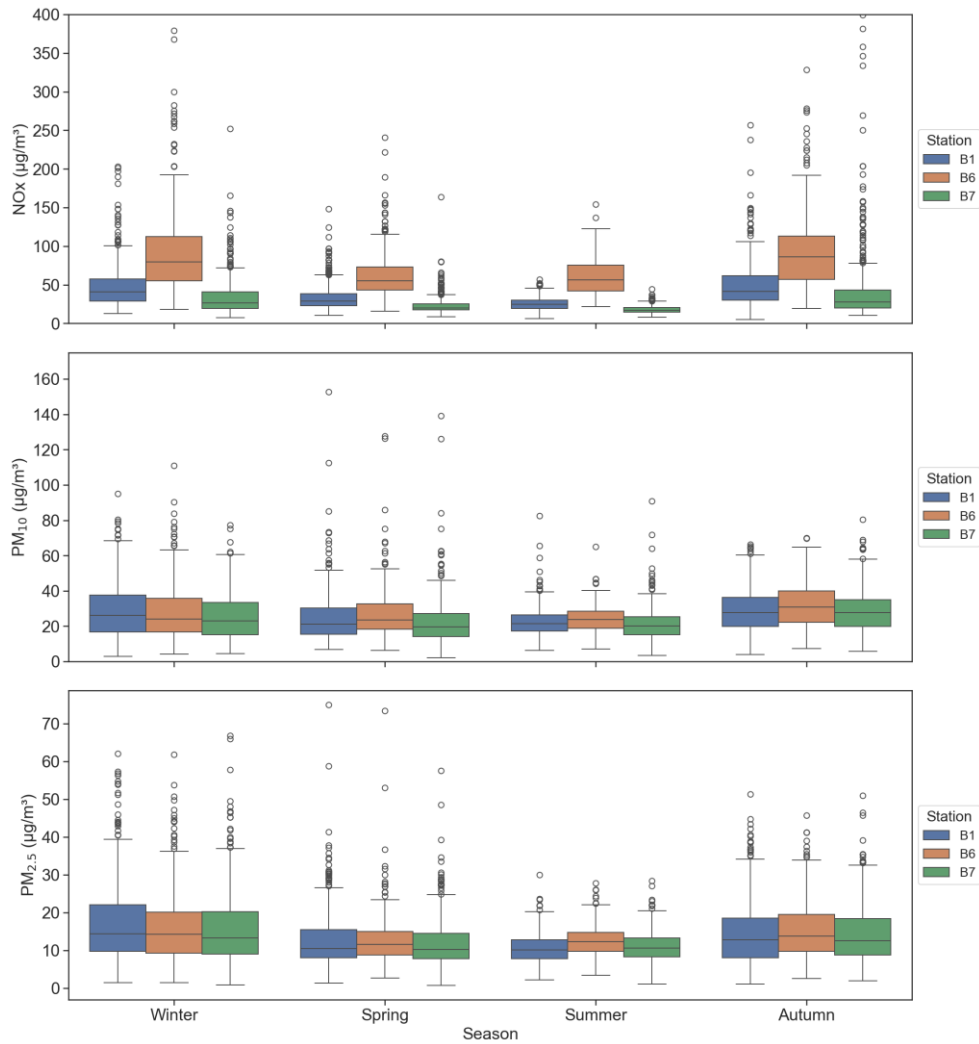 400
350
300
250
200
150
100
50
0
NOx (µg/m³)
Station
B1
B6
B7
160
140
120
100
80
60
40
20
0
PM₁₀ (µg/m³)
Station
B1
B6
B7
70
60
50
40
30
20
10
0
PM₂.₅ (µg/m³)
Station
B1
B6
B7
Winter Spring Summer Autumn
Season